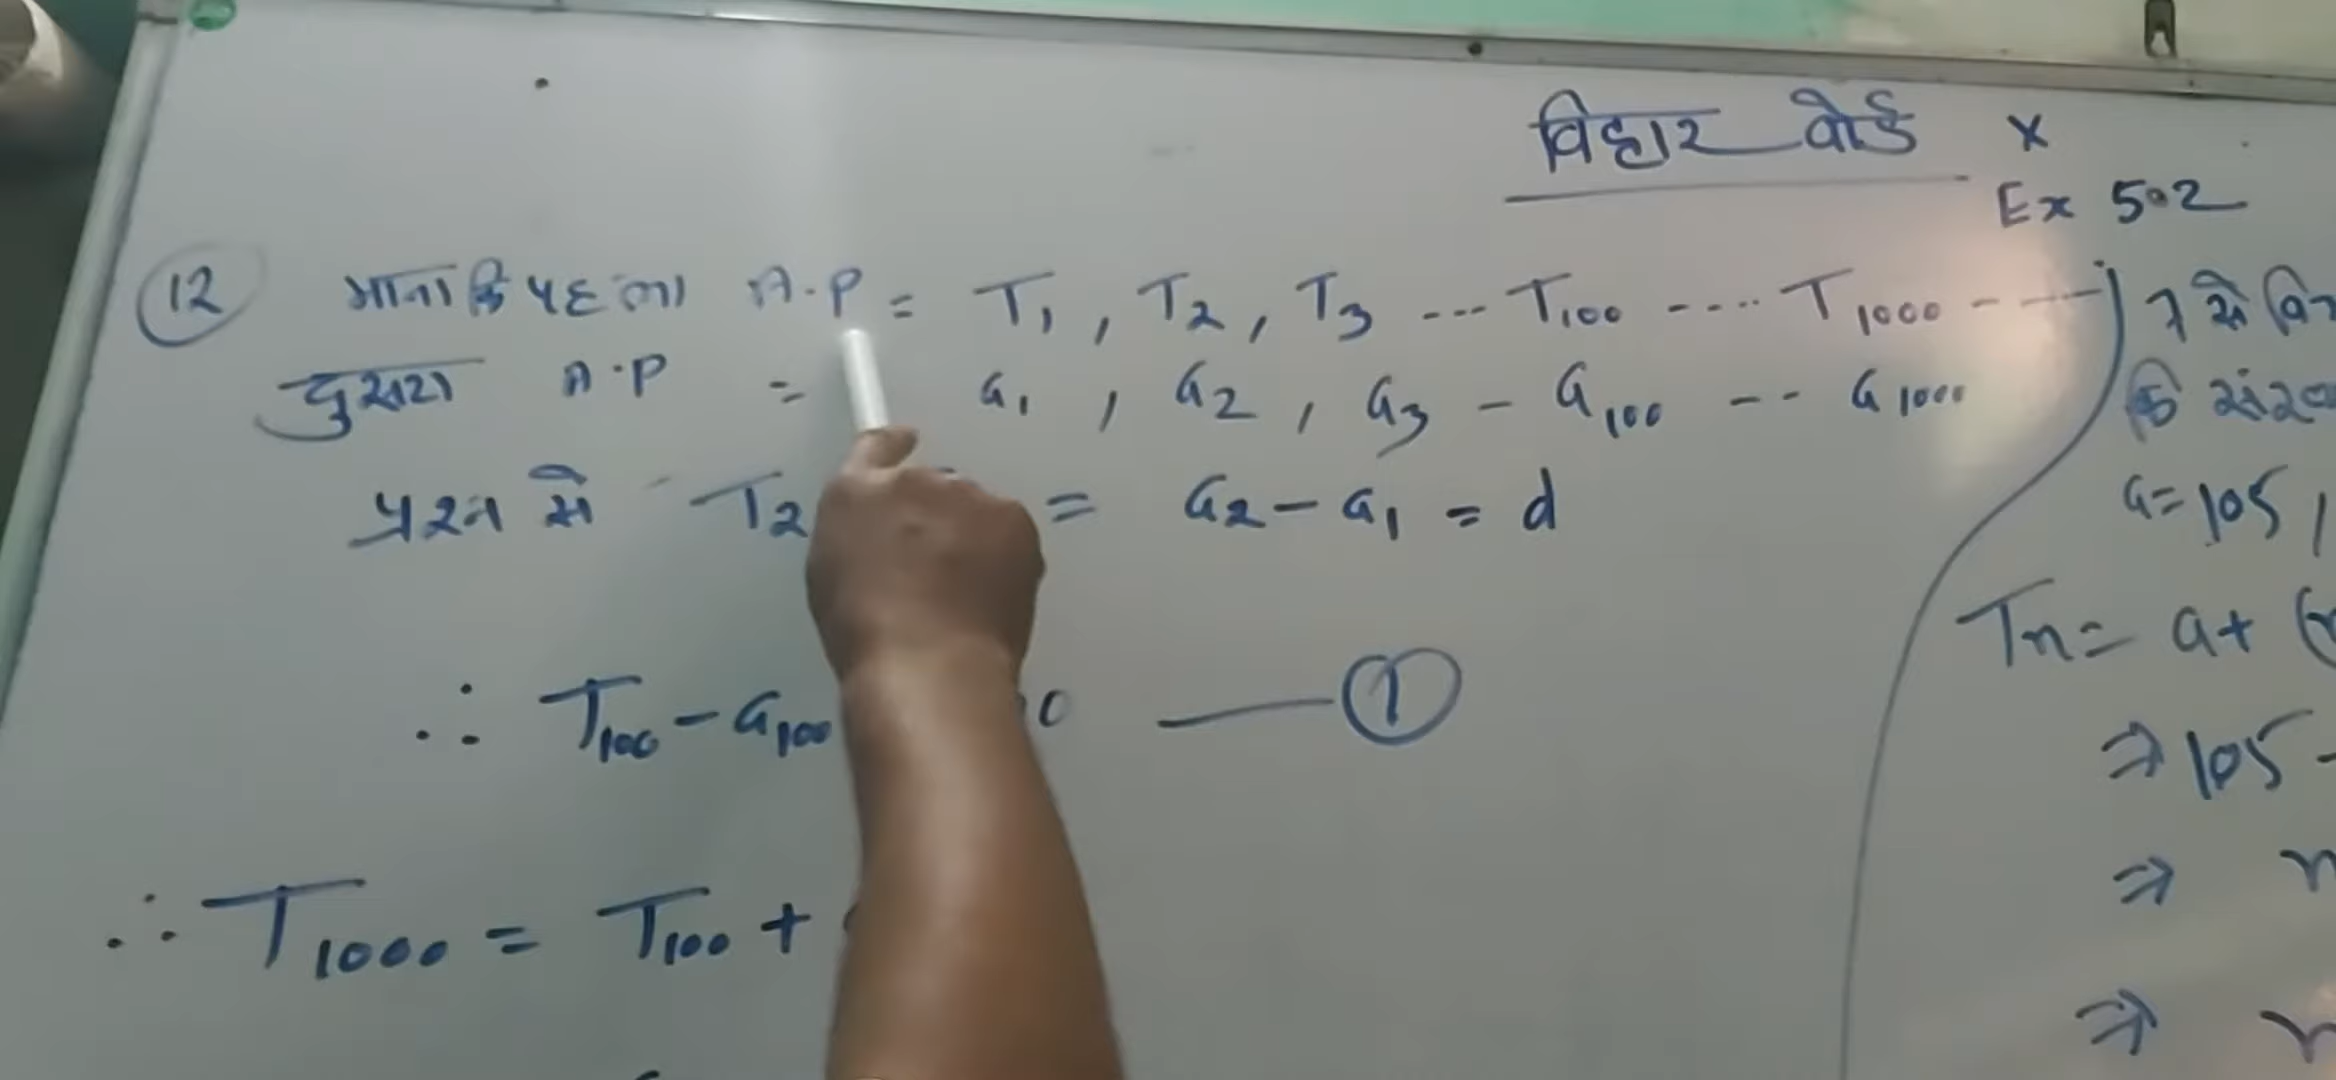 बिहार बोर्ड X
Ex 5.2
12 माना कि पहला A.P = T1, T2, T3 ... T100 .... T1000 - ---
दुसरा A.P = a1, a2, a3 - a100 -- a1000
प्रश्न से T2 = a2 - a1 = d
∴ T100 - a100 0 — 1
∴ T1000 = T100 +
7 से
कि
a = 105,
Tn = a + (
⇒ 105 -
⇒ n
⇒ n